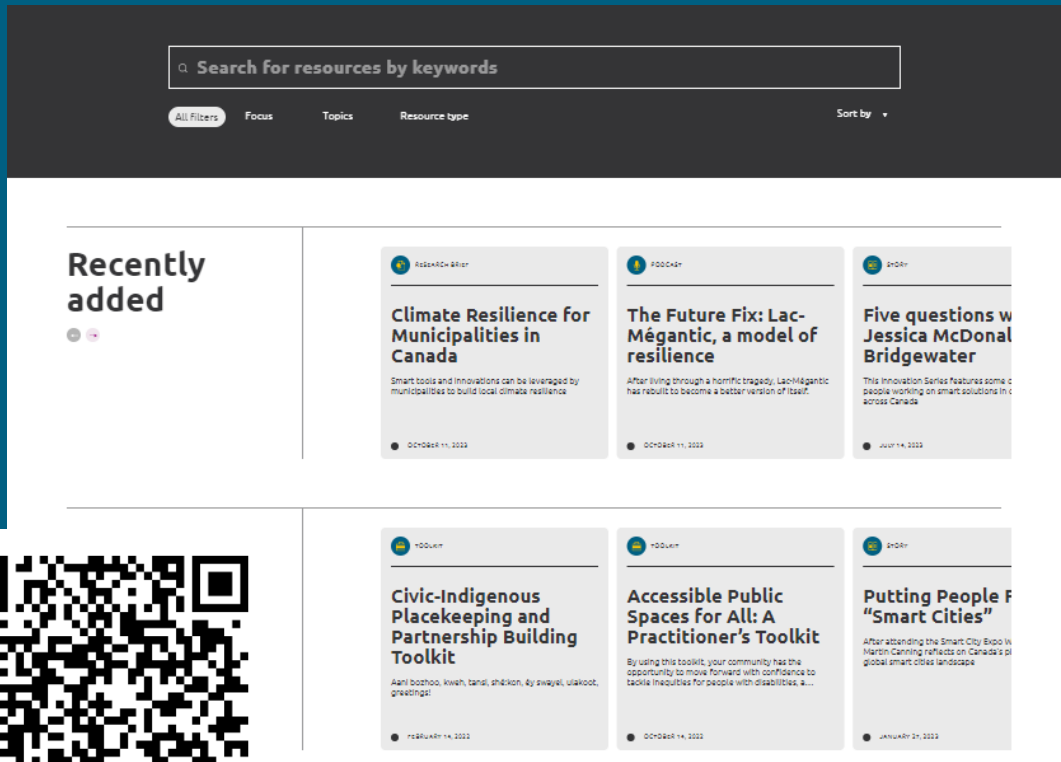 Search for resources by keywords
All filters Focus Topics Resource type Sort by
Recently
added
RESEARCH BRIEF
Climate Resilience for
Municipalities in
Canada
Smart tools and innovations can be leveraged by
municipalities to build local climate resilience
OCTOBER 11, 2023
PODCAST
The Future Fix: Lac-
Mégantic, a model of
resilience
After living through a horrific tragedy, Lac-Mégantic
has rebuilt to become a better version of itself.
OCTOBER 11, 2023
STORY
Five questions w
Jessica McDonal
Bridgewater
This Innovation Series features some
people working on smart solutions in
across Canada
JULY 14, 2023
TOOLKIT
Civic-Indigenous
Placekeeping and
Partnership Building
Toolkit
Aani boozhoo, kweh, tansi, shé:kon, ëy swayel, ulakoot,
greetings!
FEBRUARY 14, 2022
TOOLKIT
Accessible Public
Spaces for All: A
Practitioner's Toolkit
By using this toolkit, your community has the
opportunity to move forward with confidence to
tackle inequities for people with disabilities, a...
OCTOBER 14, 2022
STORY
Putting People F
“Smart Cities”
After attending the Smart City Expo W
Martin Canning reflects on Canada's pl
global smart cities landscape
JANUARY 31, 2023